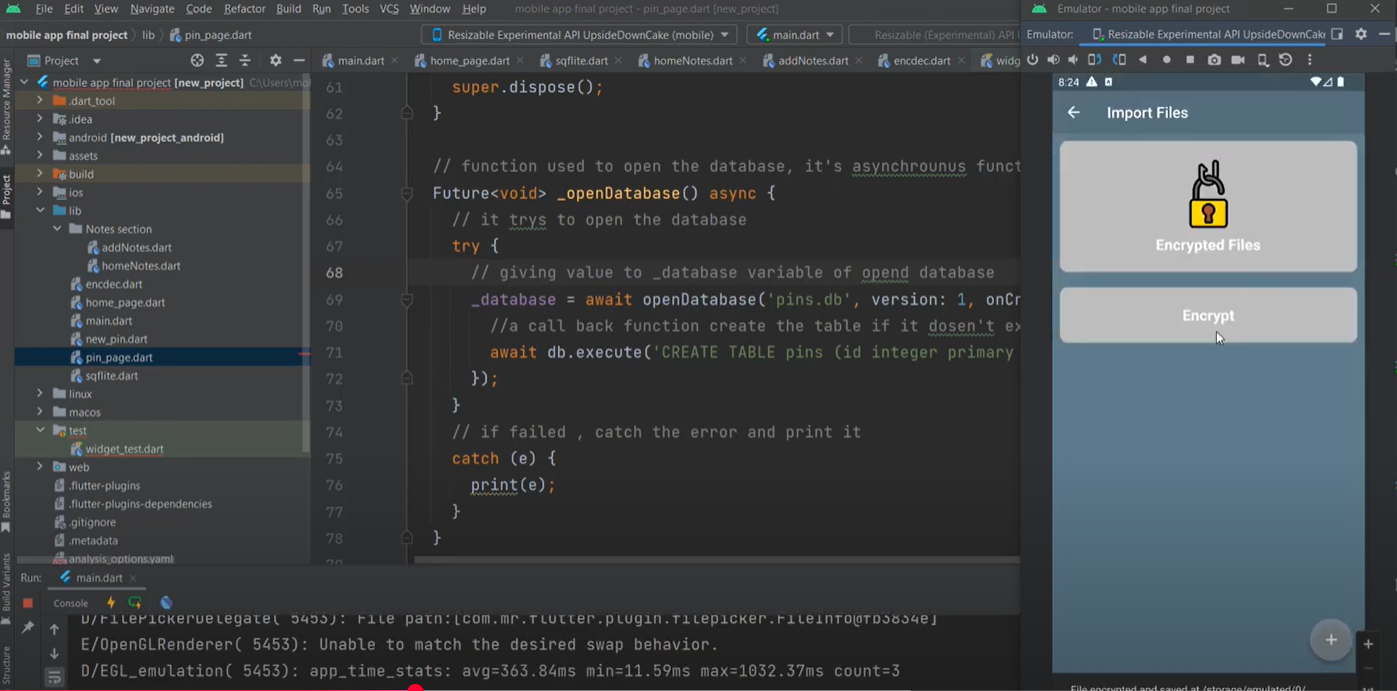 File Edit View Navigate Code Refactor Build Run Tools VCS Window Help mobile app final project - pin_page.dart [new_project]
mobile app final project lib pin_page.dart
Resizable Experimental API UpsideDownCake (mobile) main.dart Resizable (Experimental) API
Project
main.dart home_page.dart sqflite.dart homeNotes.dart addNotes.dart encdec.dart
Resource Manager
Project
Bookmarks
Build Variants
Structure
mobile app final project [new_project]
.dart_tool
.idea
android [new_project_android]
assets
build
ios
lib
Notes section
addNotes.dart
homeNotes.dart
encdec.dart
home_page.dart
main.dart
new_pin.dart
pin_page.dart
sqflite.dart
linux
macos
test
widget_test.dart
web
.flutter-plugins
.flutter-plugins-dependencies
.gitignore
.metadata
analysis_options.yaml
61 super.dispose();
62 }
63
64 // function used to open the database, it's asynchrounus funct
65 Future<void> _openDatabase() async {
66 // it trys to open the database
67 try {
68 // giving value to _database variable of opend database
69 _database = await openDatabase('pins.db', version: 1, onCr
70 //a call back function create the table if it dosen't ex
71 await db.execute('CREATE TABLE pins (id integer primary
72 });
73 }
74 // if failed , catch the error and print it
75 catch (e) {
76 print(e);
77 }
78 }
Run: main.dart
Console
D/FilePickerDelegate( 5453): File path:[com.mr.flutter.plugin.filepicker.FileInfo@fb3834e]
E/OpenGLRenderer( 5453): Unable to match the desired swap behavior.
D/EGL_emulation( 5453): app_time_stats: avg=363.84ms min=11.59ms max=1032.37ms count=3
Emulator - mobile app final project
Emulator: Resizable Experimental API UpsideDownCake
8:24
Import Files
Encrypted Files
Encrypt
File encrypted and saved at /storage/emulated/0/